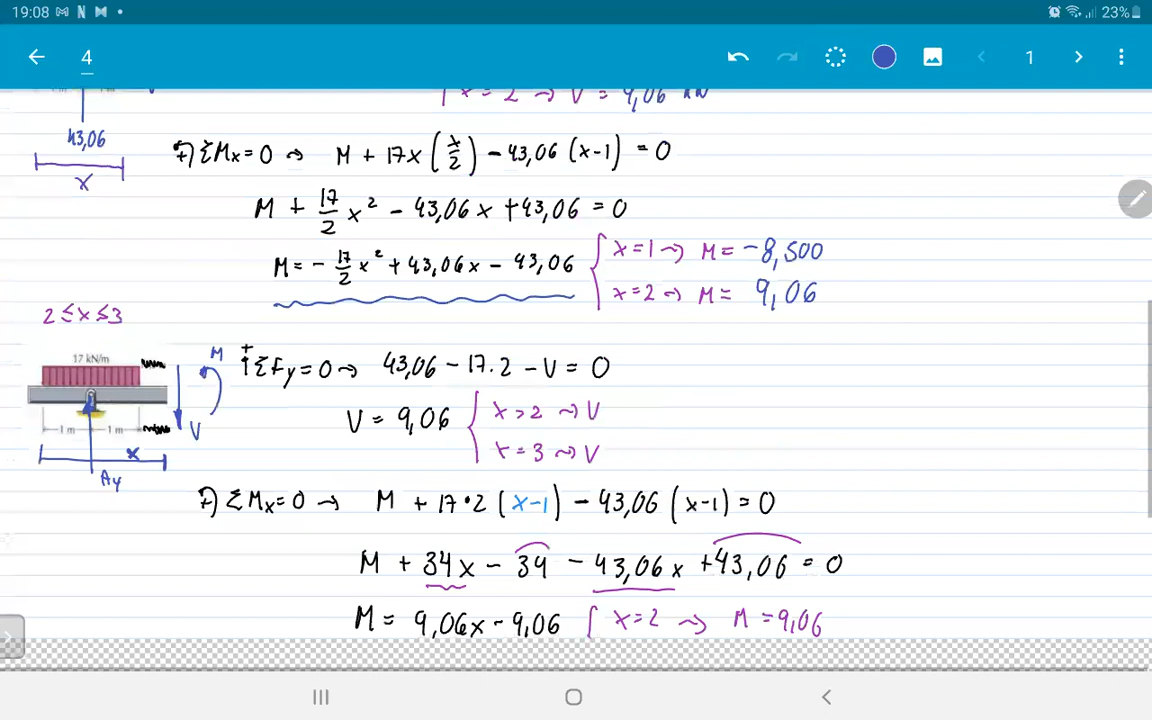 19:08
23%
4
1
x = 2 → V = 9,06 kN
43,06
x
+) ΣMx=0 → M + 17x (x/2) - 43,06 (x-1) = 0
M + 17/2 x² - 43,06x + 43,06 = 0
M = - 17/2 x² + 43,06x - 43,06 { x=1 → M = -8,500
x=2 → M = 9,06
2 ≤ x ≤ 3
17 kN/m
M
+↑ΣFy=0 → 43,06 - 17.2 - V = 0
1 m
1 m
V
x
Ay
V = 9,06 { x=2 → V
x=3 → V
+) ΣMx=0 → M + 17•2 (x-1) - 43,06 (x-1) = 0
M + 34x - 34 - 43,06x + 43,06 = 0
M = 9,06x - 9,06 { x=2 → M = 9,06